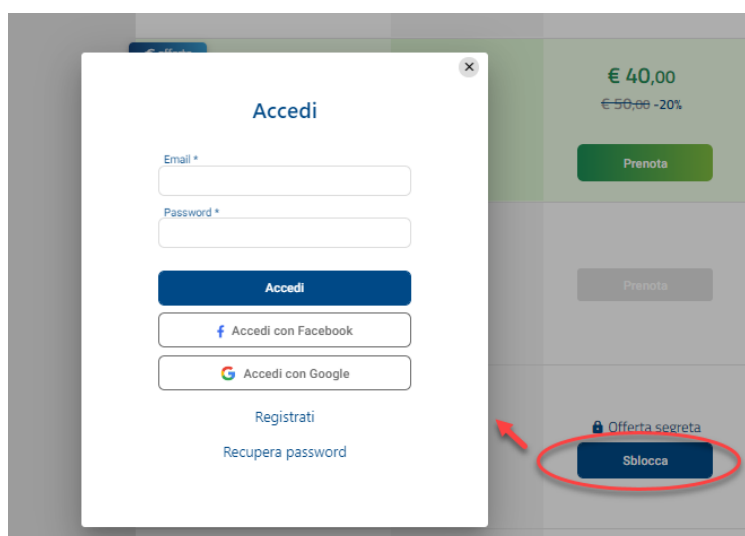 € offerta
Accedi
Email *
Password *
Accedi
Accedi con Facebook
Accedi con Google
Registrati
Recupera password
€ 40,00
€ 50,00 -20%
Prenota
Prenota
Offerta segreta
Sblocca